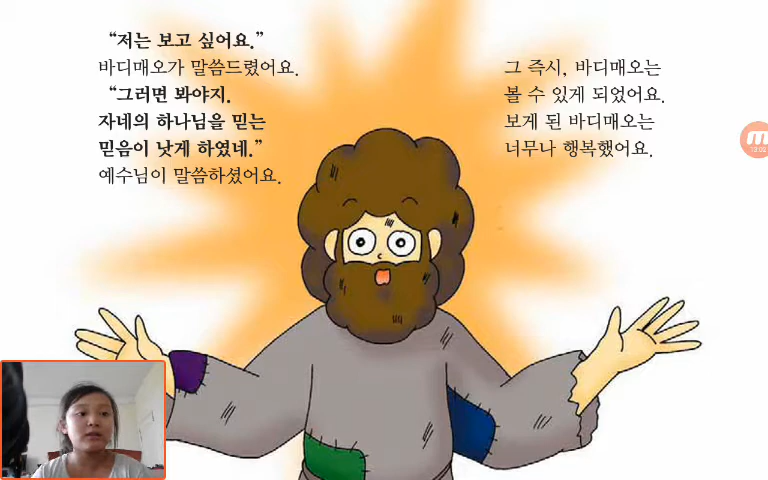 “저는 보고 싶어요.”
바디매오가 말씀드렸어요.
“그러면 봐야지.
자네의 하나님을 믿는
믿음이 낫게 하였네.”
예수님이 말씀하셨어요.
그 즉시, 바디매오는
볼 수 있게 되었어요.
보게 된 바디매오는
너무나 행복했어요.